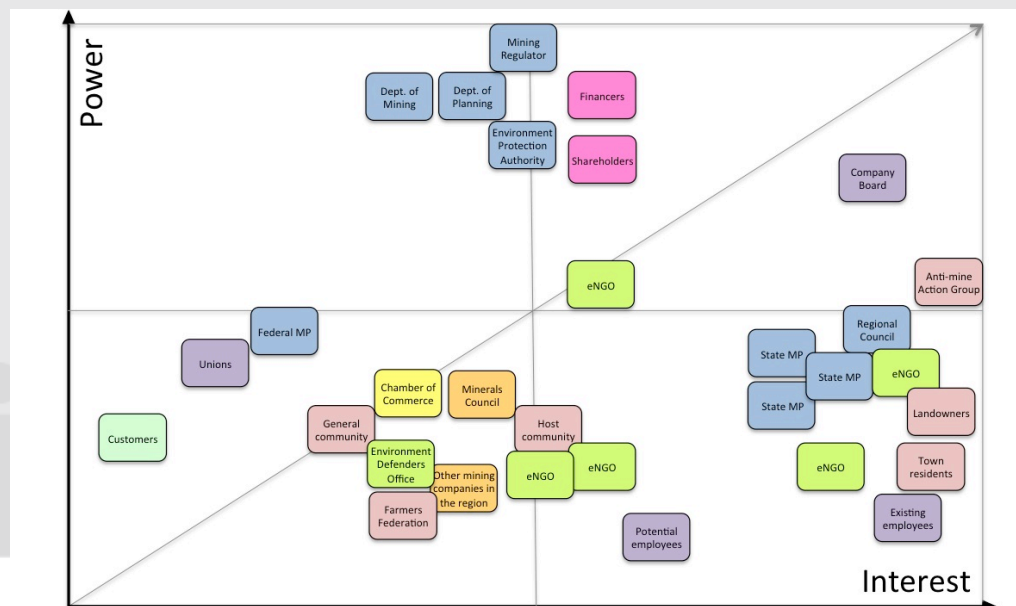 Power
Mining
Regulator
Dept. of
Mining
Dept. of
Planning
Financers
Environment
Protection
Authority
Shareholders
Company
Board
eNGO
Anti-mine
Action Group
Federal MP
Regional
Council
Unions
State MP
State MP
eNGO
State MP
Chamber of
Commerce
Minerals
Council
Landowners
Customers
General
community
Host
community
Environment
Defenders
Office
eNGO
eNGO
eNGO
Town
residents
Other mining
companies in
the region
Farmers
Federation
Existing
employees
Potential
employees
Interest